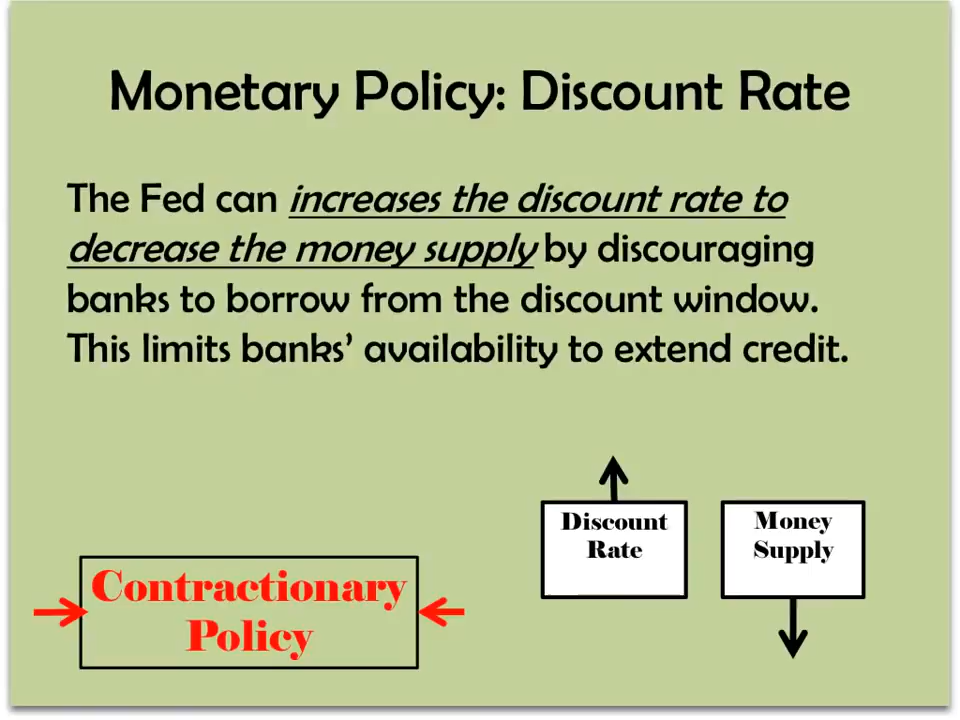 Monetary Policy: Discount Rate
The Fed can increases the discount rate to
decrease the money supply by discouraging
banks to borrow from the discount window.
This limits banks’ availability to extend credit.
Discount
Rate
Money
Supply
Contractionary
Policy